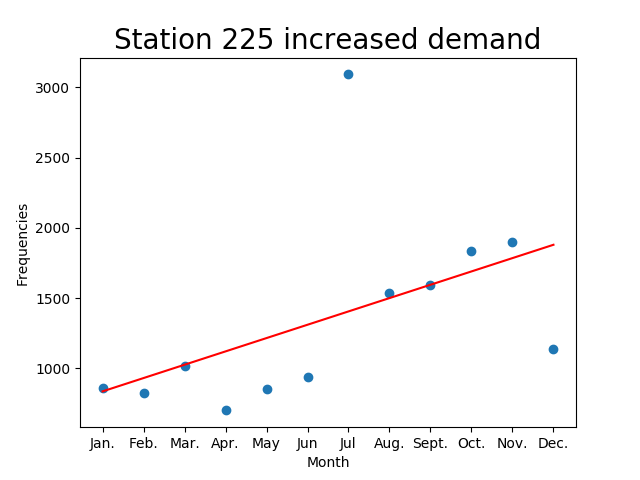 Station 225 increased demand
3000
2500
2000
1500
1000
Frequencies
Jan. Feb. Mar. Apr. May Jun Jul Aug. Sept. Oct. Nov. Dec.
Month